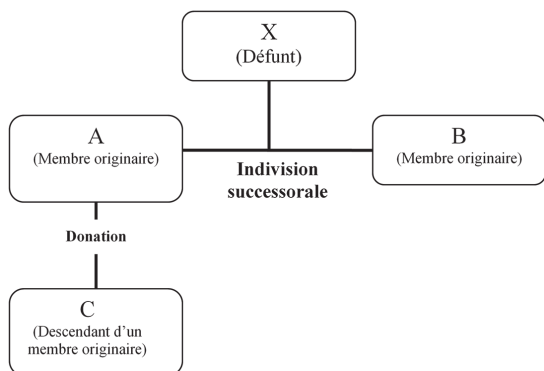 X
(Défunt)
A
(Membre originaire)
B
(Membre originaire)
Indivision
successorale
Donation
C
(Descendant d’un
membre originaire)